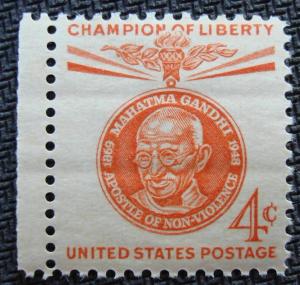 CHAMPION OF LIBERTY
MAHATMA GANDHI
1869
1948
APOSTLE OF NON-VIOLENCE
4¢
UNITED STATES POSTAGE